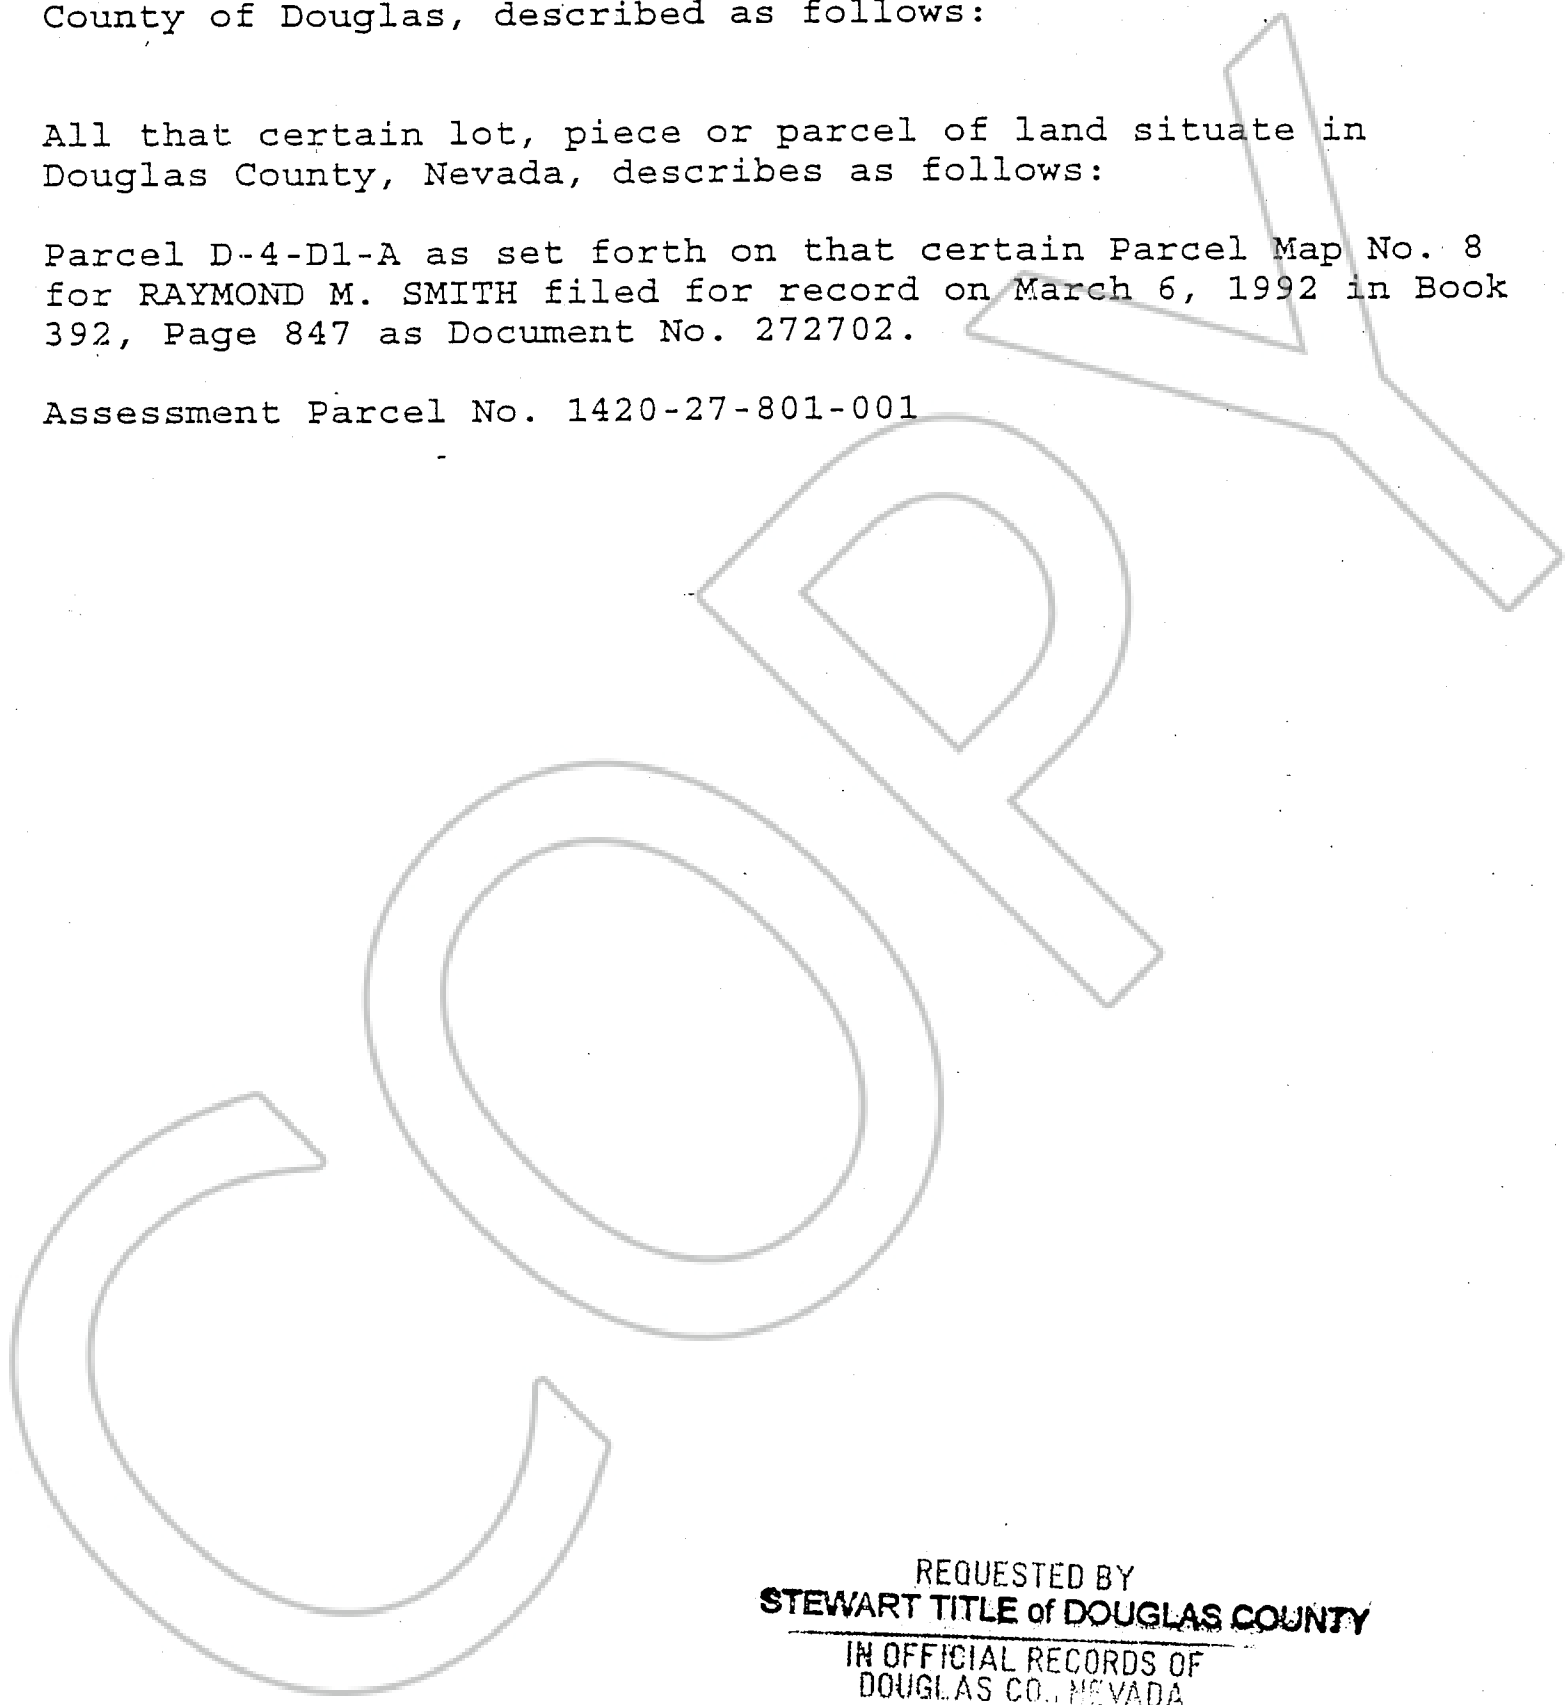 County of Douglas, described as follows:
All that certain lot, piece or parcel of land situate in
Douglas County, Nevada, describes as follows:
Parcel D-4-D1-A as set forth on that certain Parcel Map No. 8
for RAYMOND M. SMITH filed for record on March 6, 1992 in Book
392, Page 847 as Document No. 272702.
Assessment Parcel No. 1420-27-801-001
COPY
REQUESTED BY
STEWART TITLE of DOUGLAS COUNTY
IN OFFICIAL RECORDS OF
DOUGLAS CO., NEVADA